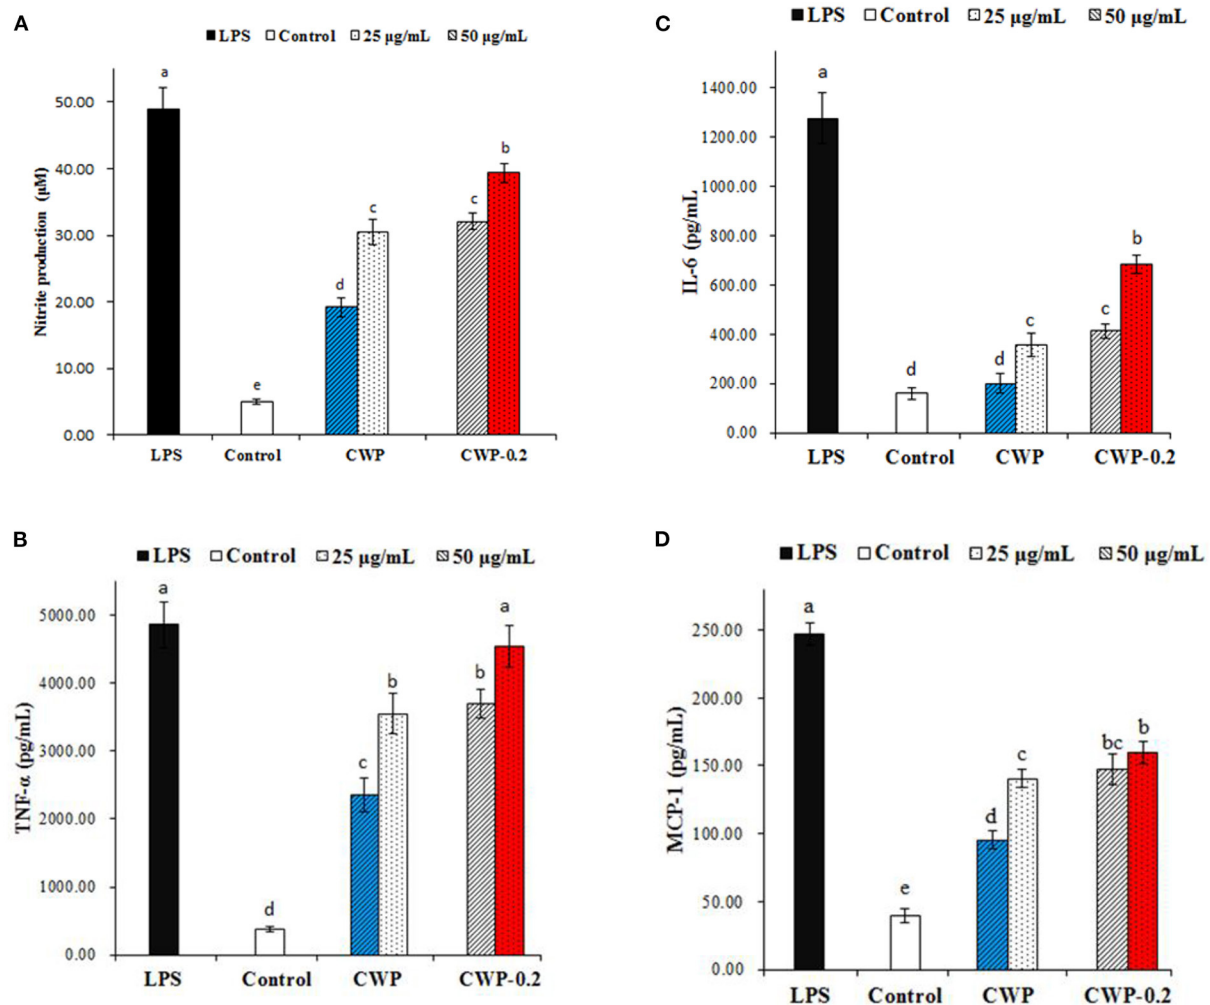 A
LPS Control 25 µg/mL 50 µg/mL
Nitrite production (µM)
50.00
40.00
30.00
20.00
10.00
0.00
a
e
d
c
c
b
LPS Control CWP CWP-0.2
C
LPS Control 25 µg/mL 50 µg/mL
IL-6 (pg/mL)
1400.00
1200.00
1000.00
800.00
600.00
400.00
200.00
0.00
a
d
d
c
c
b
LPS Control CWP CWP-0.2
B
LPS Control 25 µg/mL 50 µg/mL
TNF-α (pg/mL)
5000.00
4000.00
3000.00
2000.00
1000.00
0.00
a
d
c
b
b
a
LPS Control CWP CWP-0.2
D
LPS Control 25 µg/mL 50 µg/mL
MCP-1 (pg/mL)
250.00
200.00
150.00
100.00
50.00
0.00
a
e
d
c
bc
b
LPS Control CWP CWP-0.2